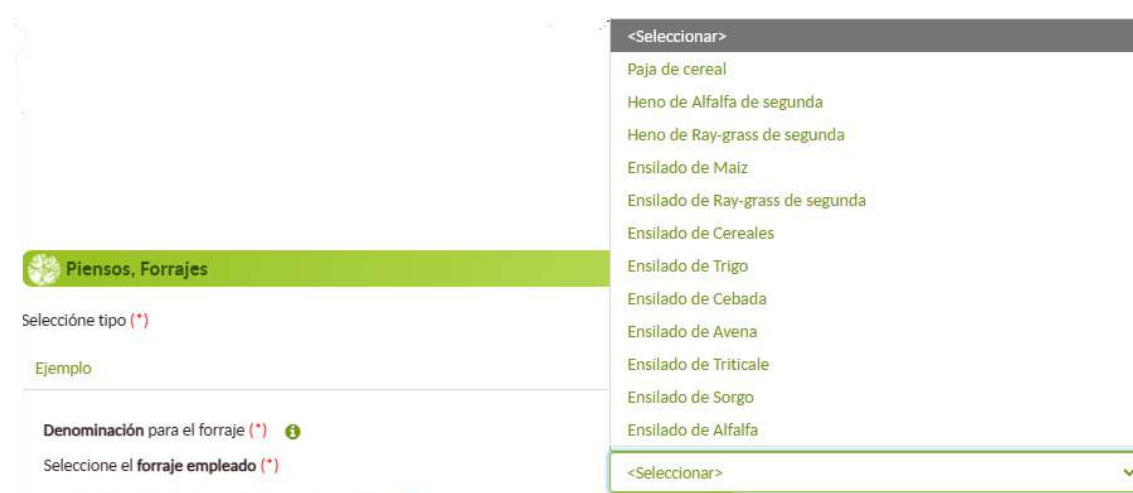 <Seleccionar>
Paja de cereal
Heno de Alfalfa de segunda
Heno de Ray-grass de segunda
Ensilado de Maiz
Ensilado de Ray-grass de segunda
Ensilado de Cereales
Ensilado de Trigo
Ensilado de Cebada
Ensilado de Avena
Ensilado de Triticale
Ensilado de Sorgo
Ensilado de Alfalfa
Piensos, Forrajes
Seleccióne tipo (*)
Ejemplo
Denominación para el forraje (*)
Seleccione el forraje empleado (*)
<Seleccionar>